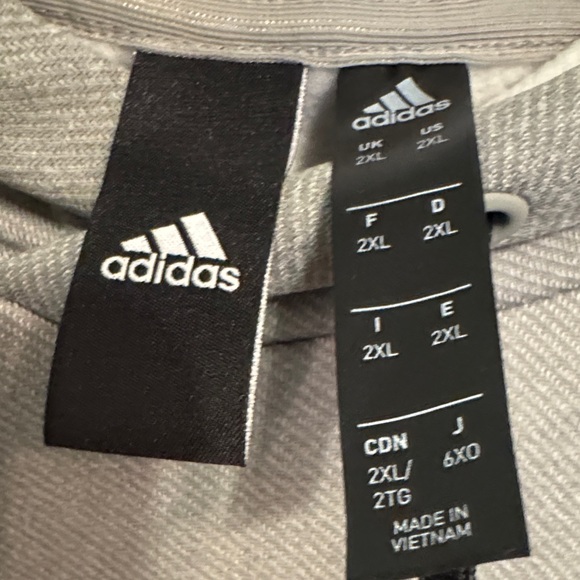 adidas
adidas
UK US
2XL 2XL
F D
2XL 2XL
I E
2XL 2XL
CDN J
2XL/ 6XO
2TG
MADE IN
VIETNAM